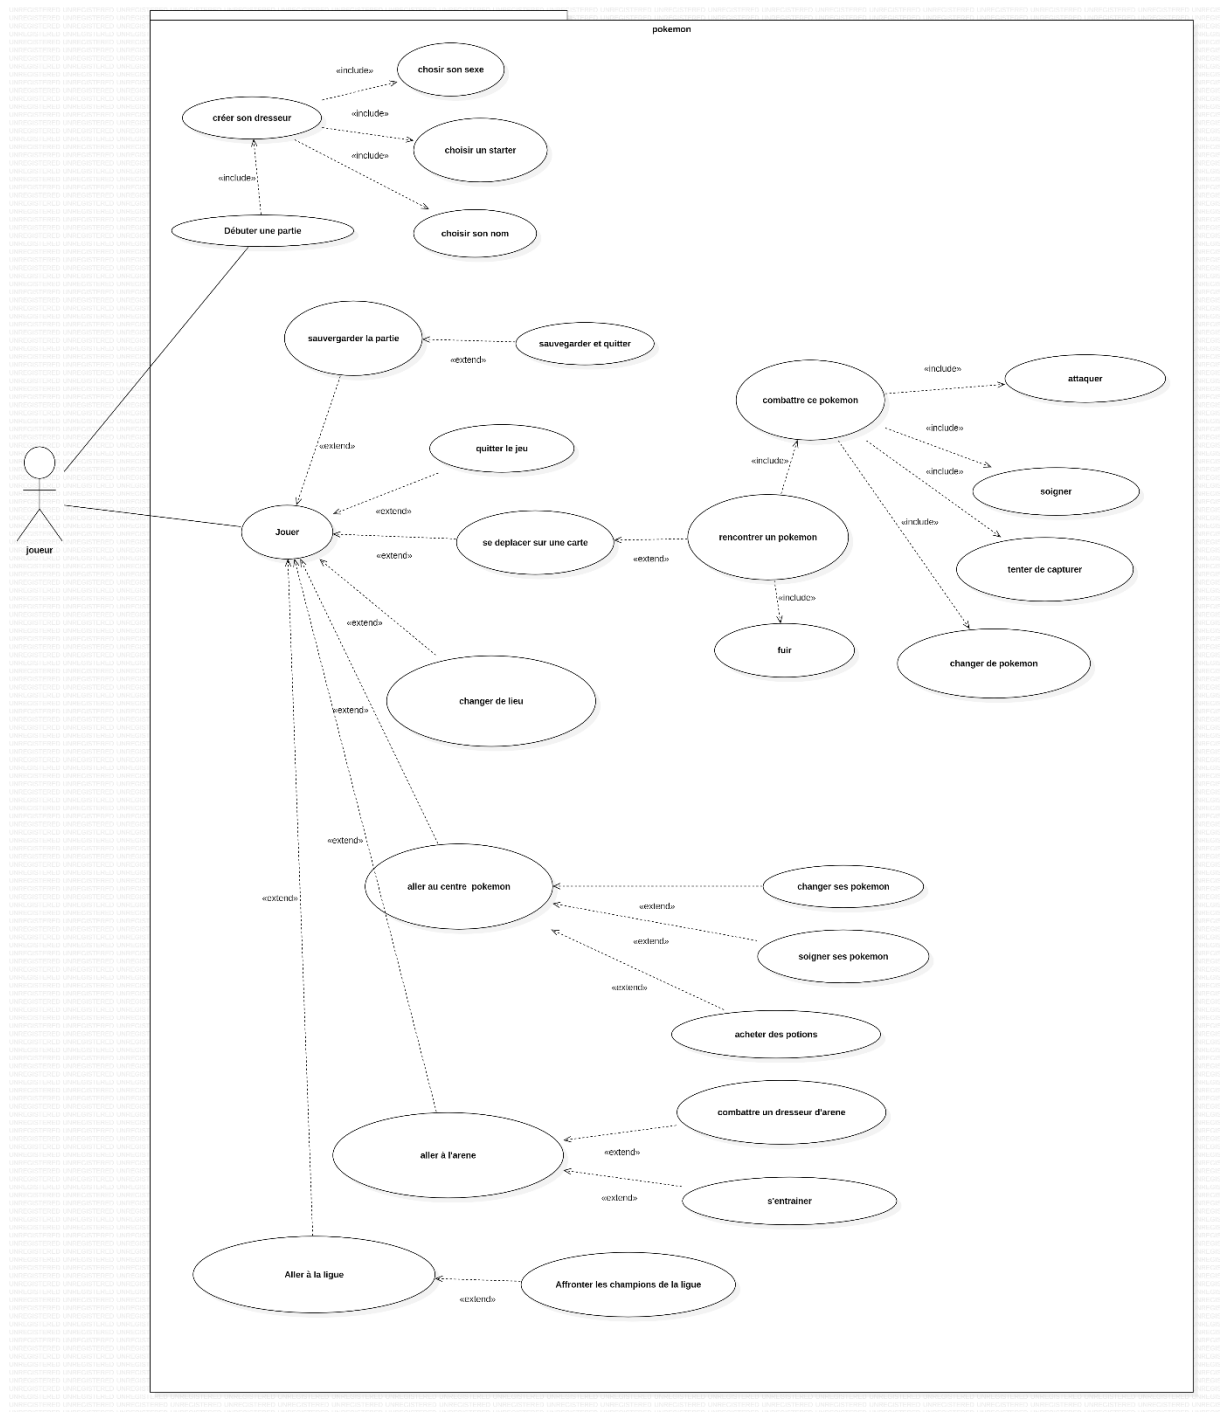 pokemon
chosir son sexe
«include»
créer son dresseur
«include»
choisir un starter
«include»
«include»
Débuter une partie
choisir son nom
sauvergarder la partie
sauvegarder et quitter
«extend»
«extend»
quitter le jeu
«extend»
joueur
Jouer
se deplacer sur une carte
«extend»
rencontrer un pokemon
«extend»
combattre ce pokemon
«include»
attaquer
«include»
«include»
soigner
«include»
«include»
tenter de capturer
«include»
fuir
changer de pokemon
«extend»
changer de lieu
«extend»
«extend»
aller au centre pokemon
changer ses pokemon
«extend»
«extend»
soigner ses pokemon
«extend»
«extend»
acheter des potions
combattre un dresseur d'arene
aller à l'arene
«extend»
«extend»
s'entrainer
Aller à la ligue
«extend»
Affronter les champions de la ligue
UNREGISTERED